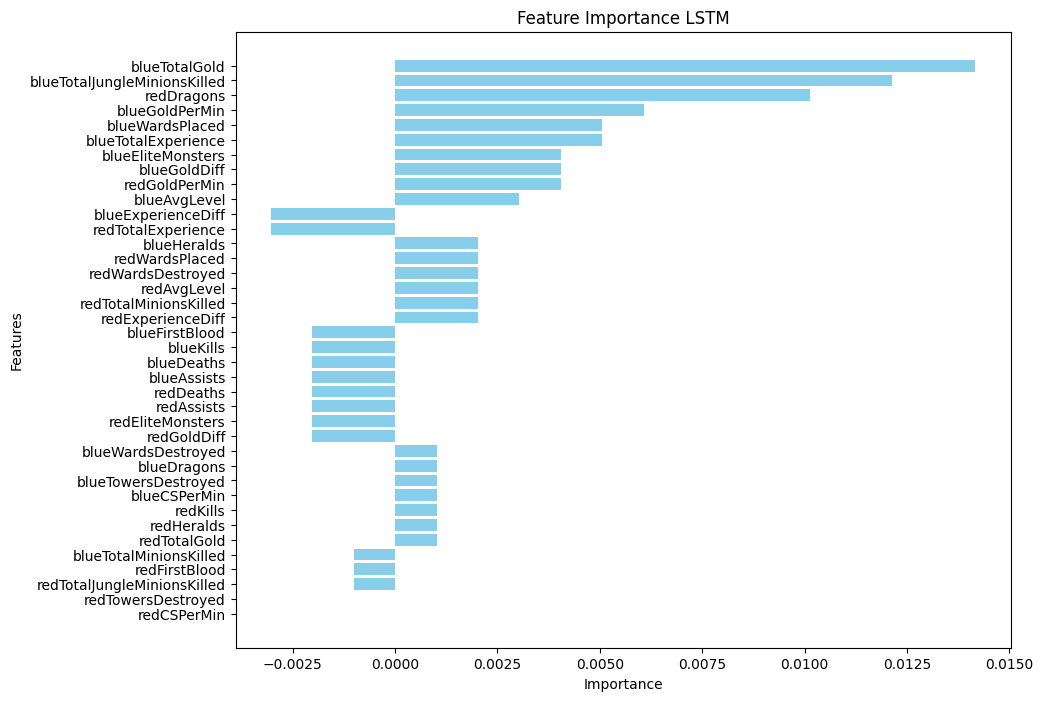 Feature Importance LSTM
Features
blueTotalGold
blueTotalJungleMinionsKilled
redDragons
blueGoldPerMin
blueWardsPlaced
blueTotalExperience
blueEliteMonsters
blueGoldDiff
redGoldPerMin
blueAvgLevel
blueExperienceDiff
redTotalExperience
blueHeralds
redWardsPlaced
redWardsDestroyed
redAvgLevel
redTotalMinionsKilled
redExperienceDiff
blueFirstBlood
blueKills
blueDeaths
blueAssists
redDeaths
redAssists
redEliteMonsters
redGoldDiff
blueWardsDestroyed
blueDragons
blueTowersDestroyed
blueCSPerMin
redKills
redHeralds
redTotalGold
blueTotalMinionsKilled
redFirstBlood
redTotalJungleMinionsKilled
redTowersDestroyed
redCSPerMin
−0.0025 0.0000 0.0025 0.0050 0.0075 0.0100 0.0125 0.0150
Importance